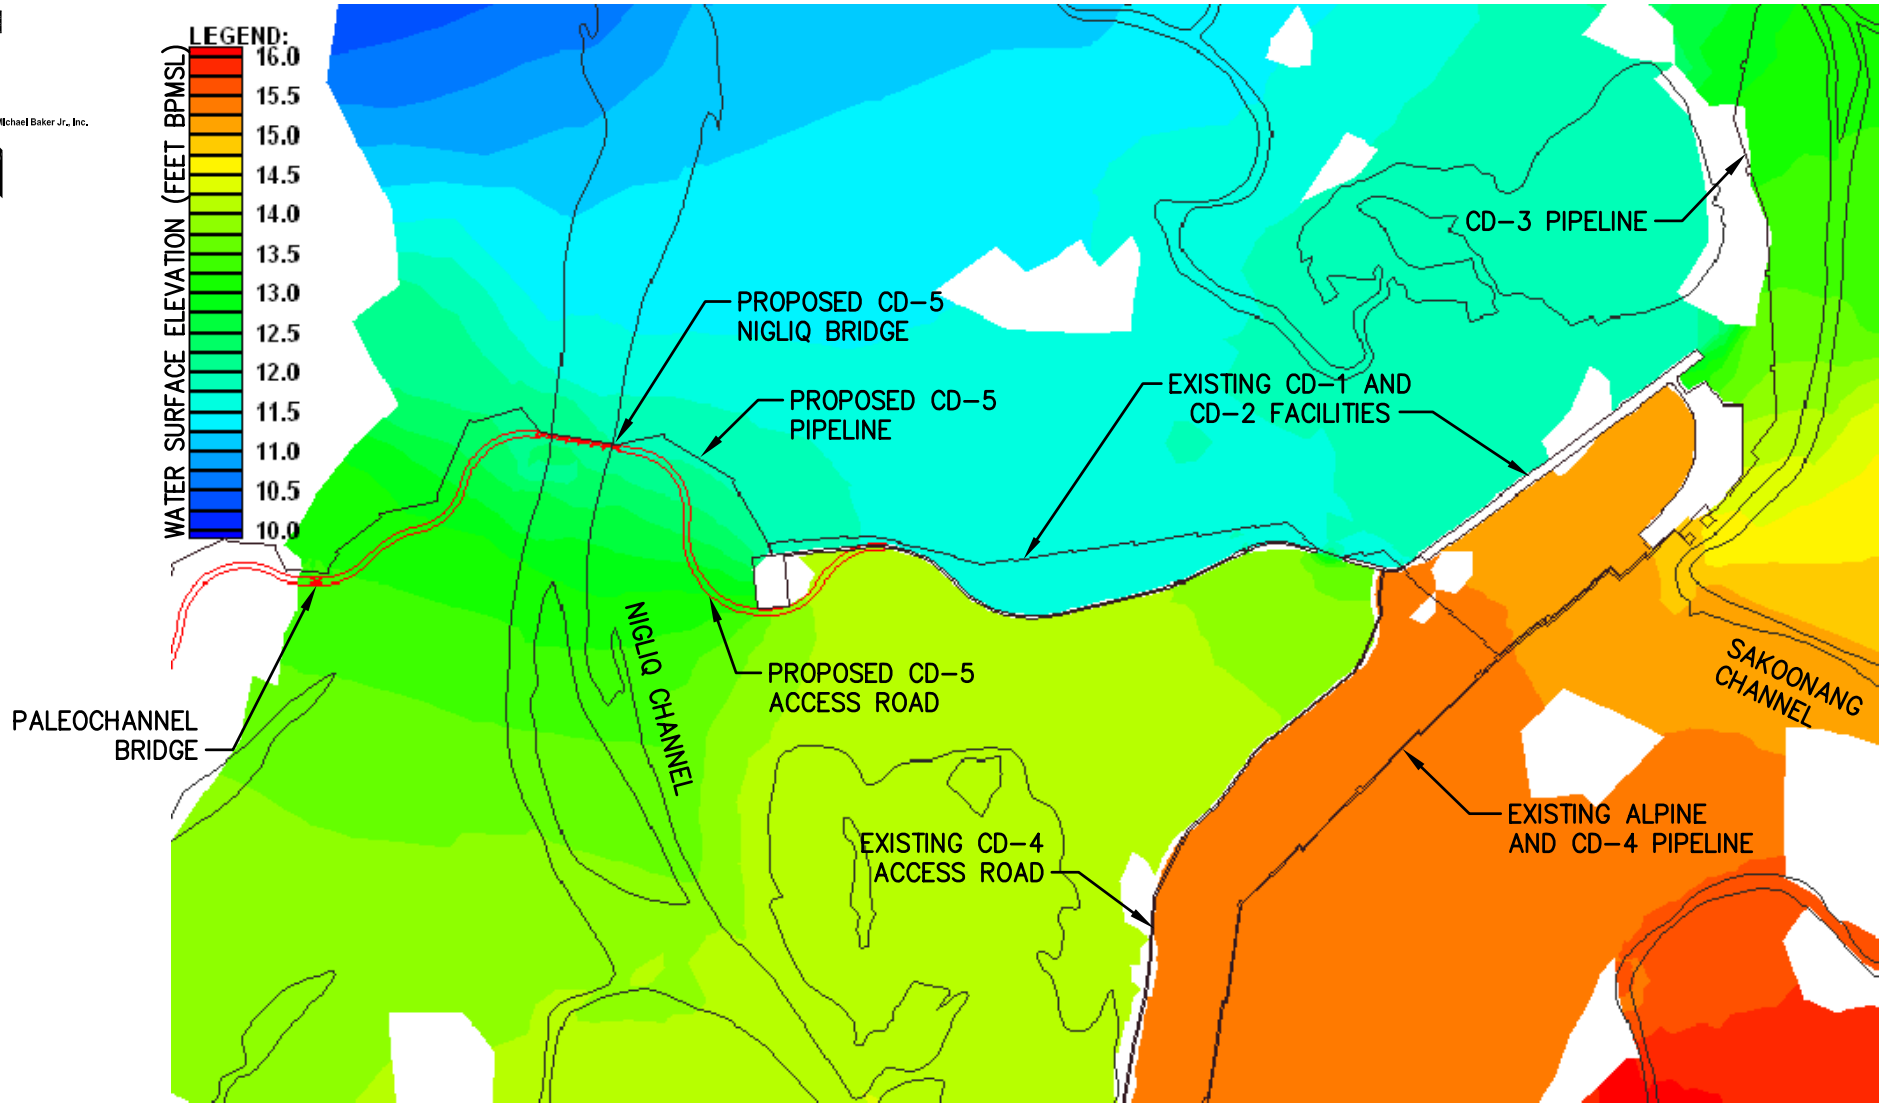 LEGEND:
WATER SURFACE ELEVATION (FEET BPMSL)
16.0
15.5
15.0
14.5
14.0
13.5
13.0
12.5
12.0
11.5
11.0
10.5
10.0
Michael Baker Jr., Inc.
CD-3 PIPELINE
PROPOSED CD-5
NIGLIQ BRIDGE
PROPOSED CD-5
PIPELINE
EXISTING CD-1 AND
CD-2 FACILITIES
NIGLIQ CHANNEL
PROPOSED CD-5
ACCESS ROAD
SAKOONANG
CHANNEL
PALEOCHANNEL
BRIDGE
EXISTING CD-4
ACCESS ROAD
EXISTING ALPINE
AND CD-4 PIPELINE